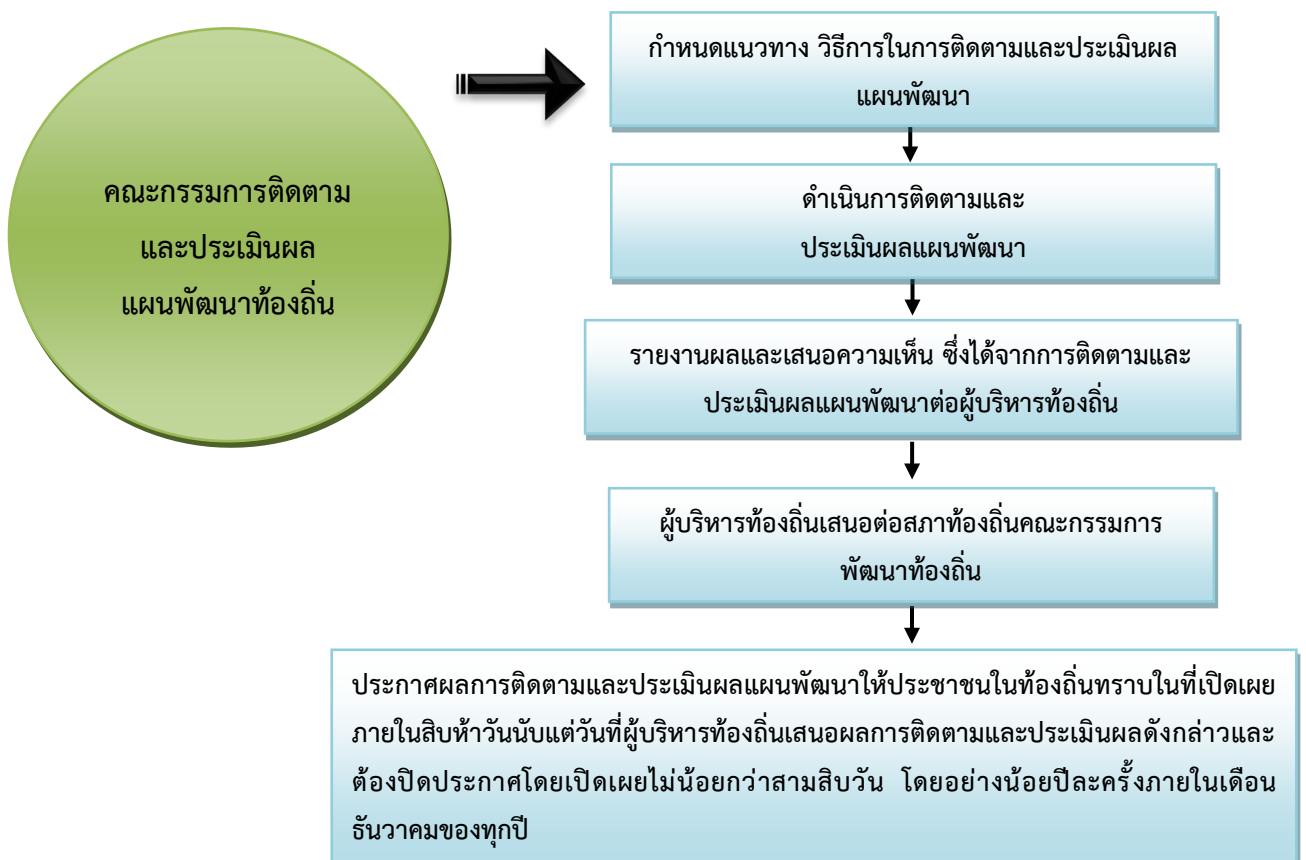 คณะกรรมการติดตาม
และประเมินผล
แผนพัฒนาท้องถิ่น
กำหนดแนวทาง วิธีการในการติดตามและประเมินผล
แผนพัฒนา
ดำเนินการติดตามและ
ประเมินผลแผนพัฒนา
รายงานผลและเสนอความเห็น ซึ่งได้จากการติดตามและ
ประเมินผลแผนพัฒนาต่อผู้บริหารท้องถิ่น
ผู้บริหารท้องถิ่นเสนอต่อสภาท้องถิ่นคณะกรรมการ
พัฒนาท้องถิ่น
ประกาศผลการติดตามและประเมินผลแผนพัฒนาให้ประชาชนในท้องถิ่นทราบในที่เปิดเผย
ภายในสิบห้าวันนับแต่วันที่ผู้บริหารท้องถิ่นเสนอผลการติดตามและประเมินผลดังกล่าวและ
ต้องปิดประกาศโดยเปิดเผยไม่น้อยกว่าสามสิบวัน โดยอย่างน้อยปีละครั้งภายในเดือน
ธันวาคมของทุกปี